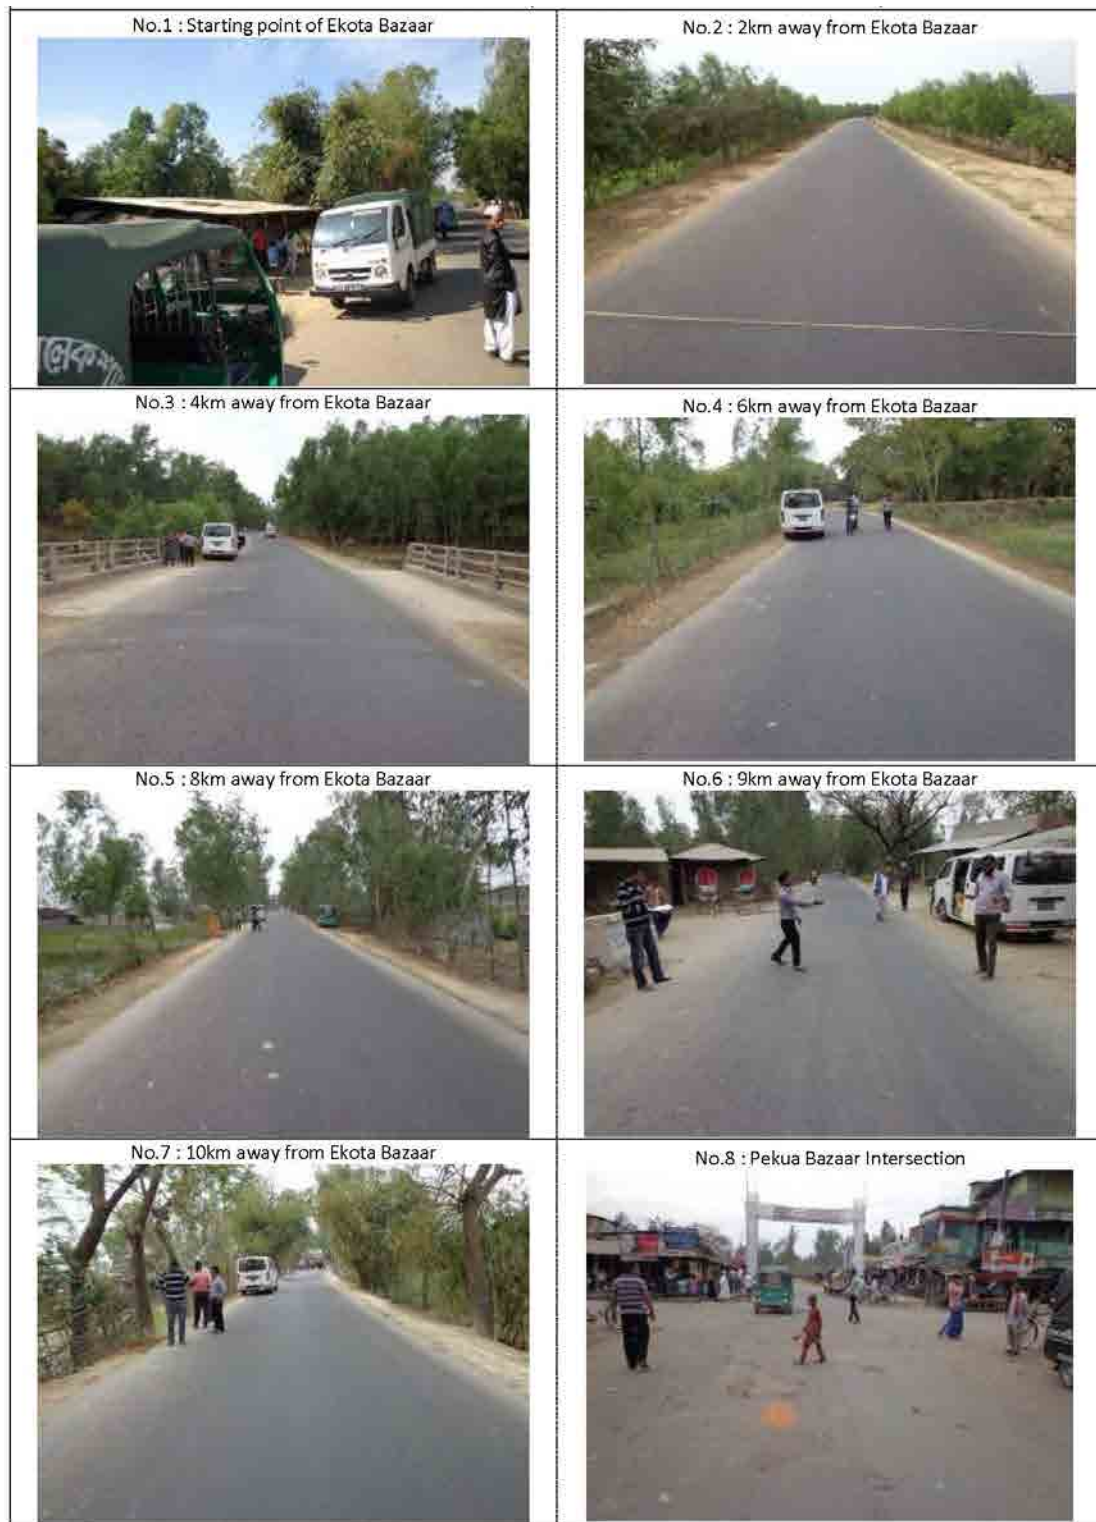 No.1 : Starting point of Ekota Bazaar
No.2 : 2km away from Ekota Bazaar
No.3 : 4km away from Ekota Bazaar
No.4 : 6km away from Ekota Bazaar
No.5 : 8km away from Ekota Bazaar
No.6 : 9km away from Ekota Bazaar
No.7 : 10km away from Ekota Bazaar
No.8 : Pekua Bazaar Intersection